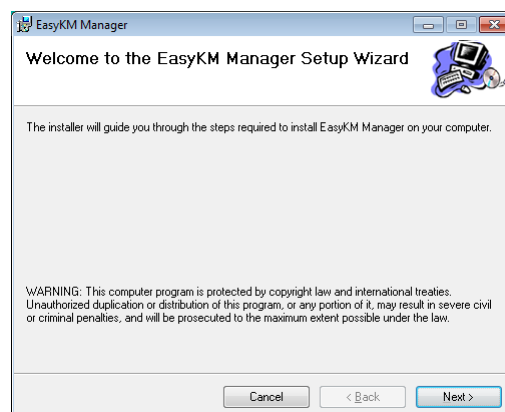 EasyKM Manager
Welcome to the EasyKM Manager Setup Wizard
The installer will guide you through the steps required to install EasyKM Manager on your computer.
WARNING: This computer program is protected by copyright law and international treaties.
Unauthorized duplication or distribution of this program, or any portion of it, may result in severe civil
or criminal penalties, and will be prosecuted to the maximum extent possible under the law.
Cancel
< Back
Next >